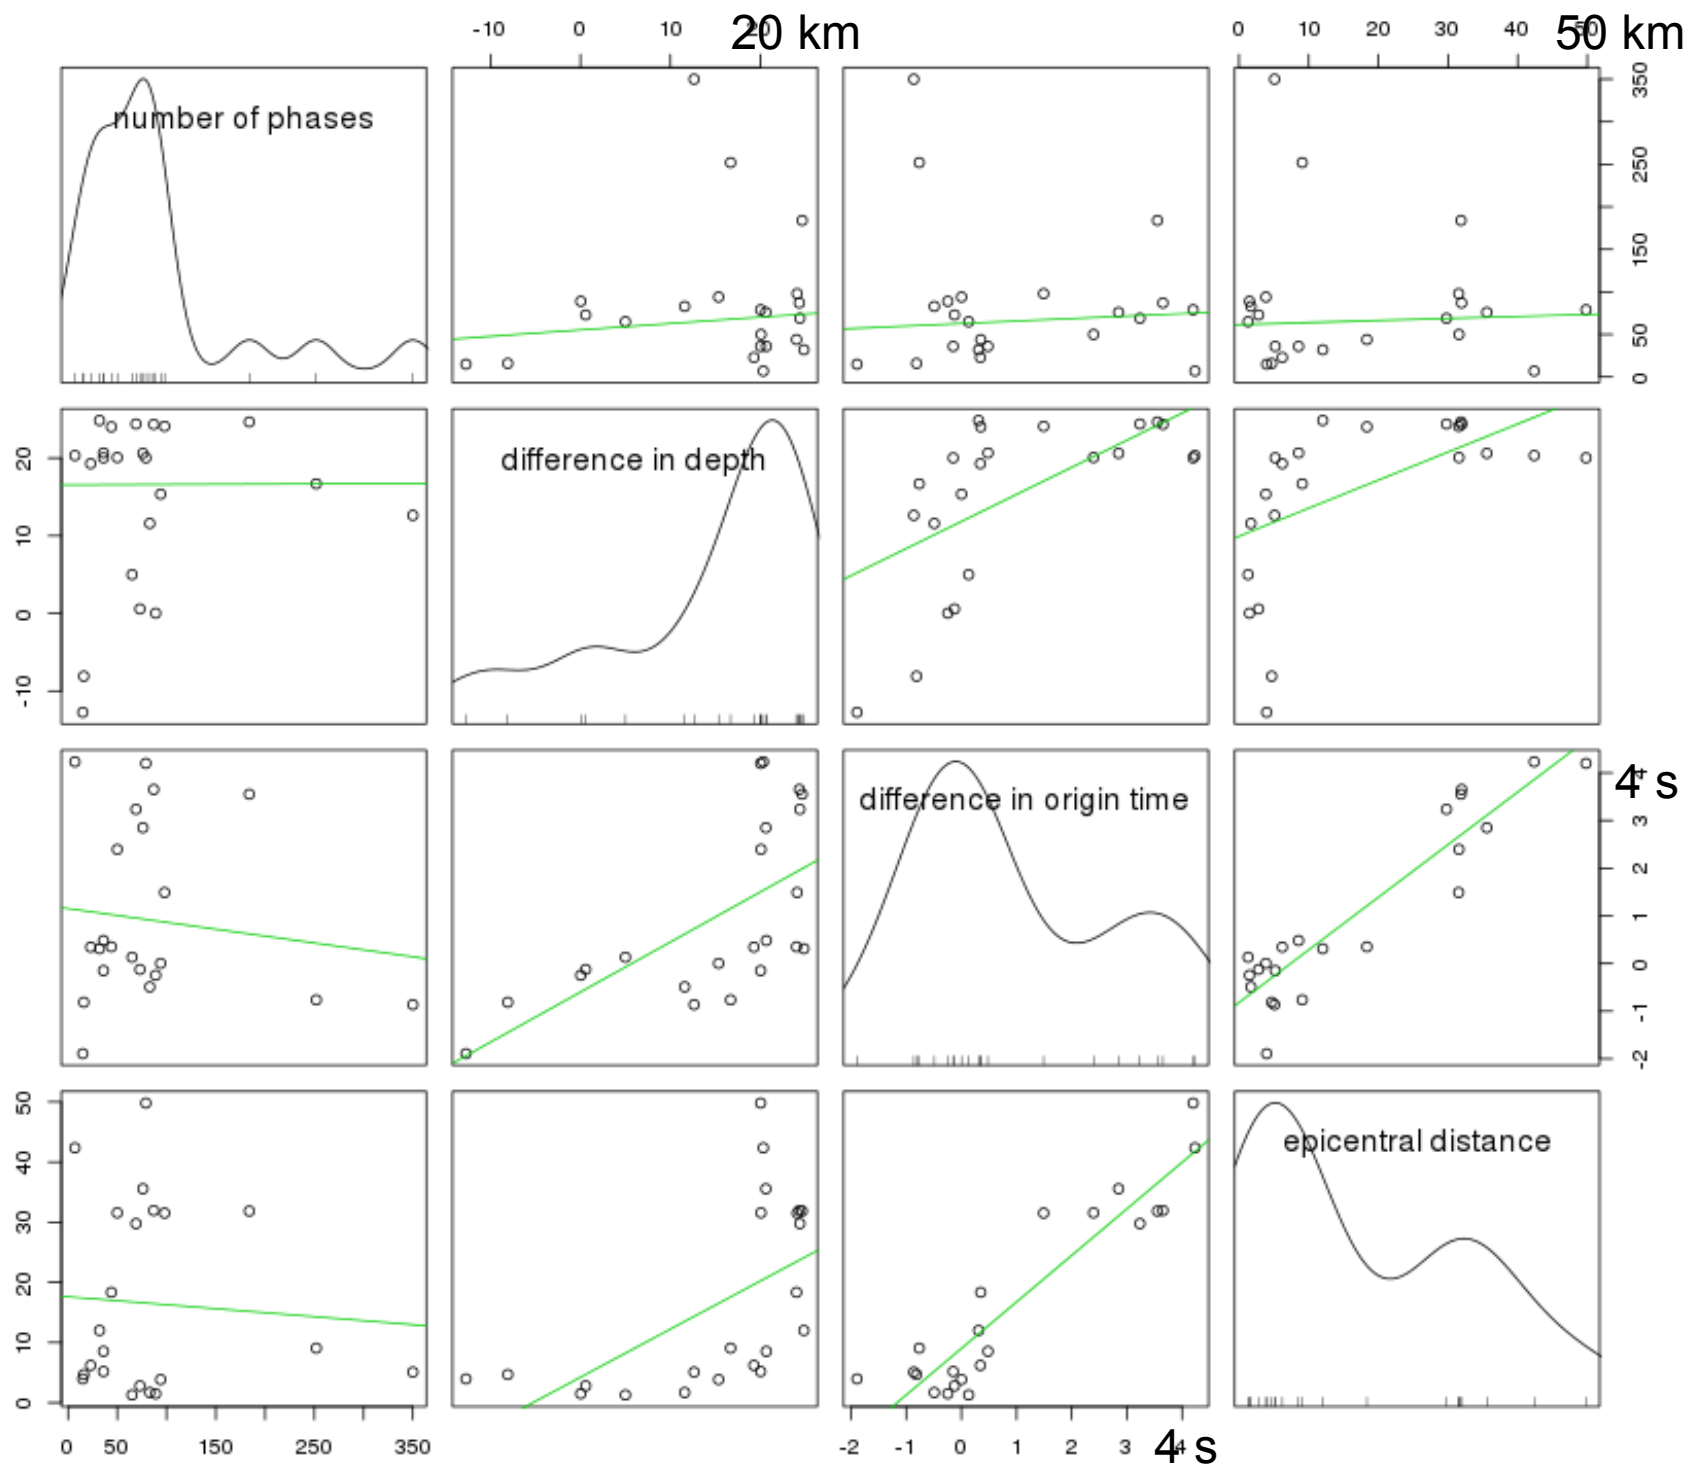 -10 0 10 20 km 0 10 20 30 40 50 km
number of phases
0 50 150 250 350
difference in depth
20 10 0 -10
difference in origin time
4 s 3 2 1 0 -1 -2
epicentral distance
50 40 30 20 10 0
0 50 150 250 350 -2 -1 0 1 2 3 4 s